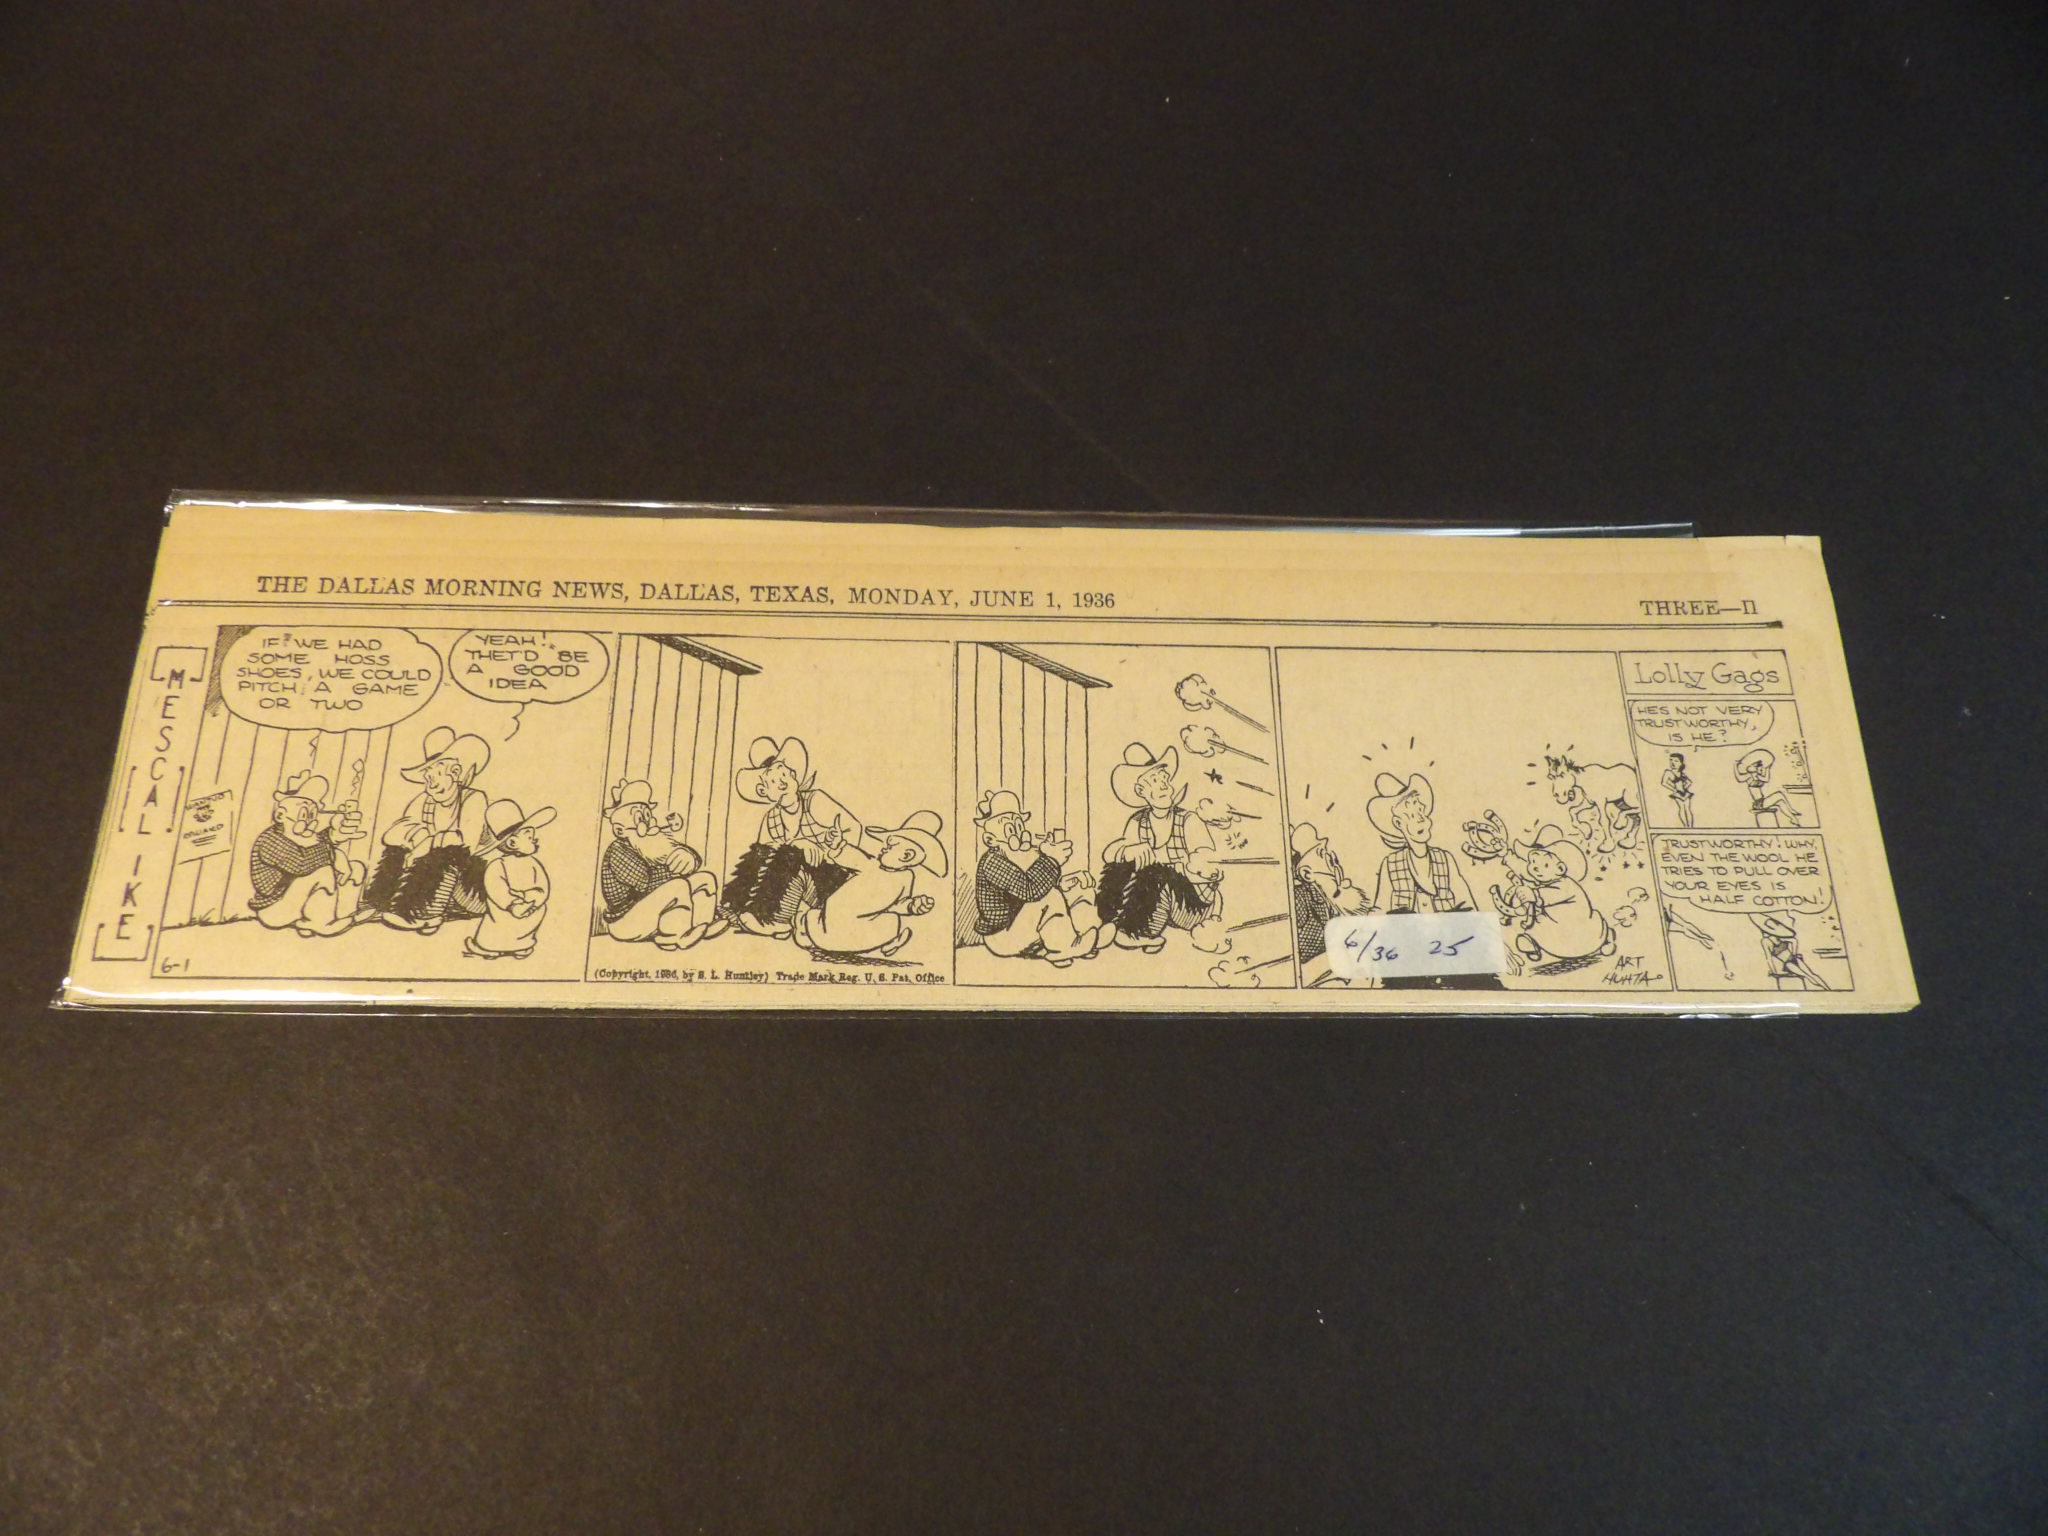 THE DALLAS MORNING NEWS, DALLAS, TEXAS, MONDAY, JUNE 1, 1936
THREE—II
MESCAL IKE
IF WE HAD
SOME HOSS
SHOES, WE COULD
PITCH A GAME
OR TWO
YEAH!
THET'D BE
A GOOD
IDEA
6-1
(Copyright, 1936, by S. L. Huntley) Trade Mark Reg. U. S. Pat. Office
6/36 25
ART
HUHTA
Lolly Gags
HE'S NOT VERY
TRUSTWORTHY,
IS HE?
TRUSTWORTHY! WHY,
EVEN THE WOOL HE
TRIES TO PULL OVER
YOUR EYES IS
HALF COTTON!